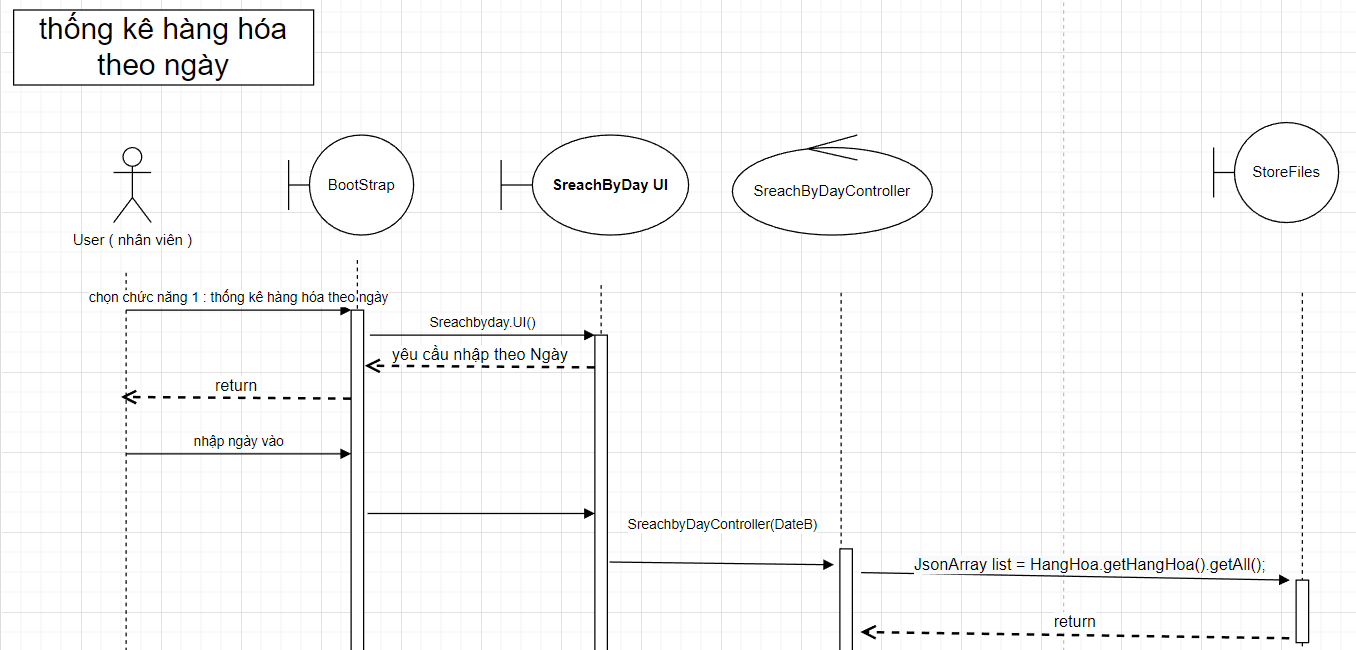 thống kê hàng hóa
theo ngày
BootStrap
SreachByDay UI
SreachByDayController
StoreFiles
User ( nhân viên )
chọn chức năng 1 : thống kê hàng hóa theo ngày
Sreachbyday.UI()
yêu cầu nhập theo Ngày
return
nhập ngày vào
SreachbyDayController(DateB)
JsonArray list = HangHoa.getHangHoa().getAll();
return